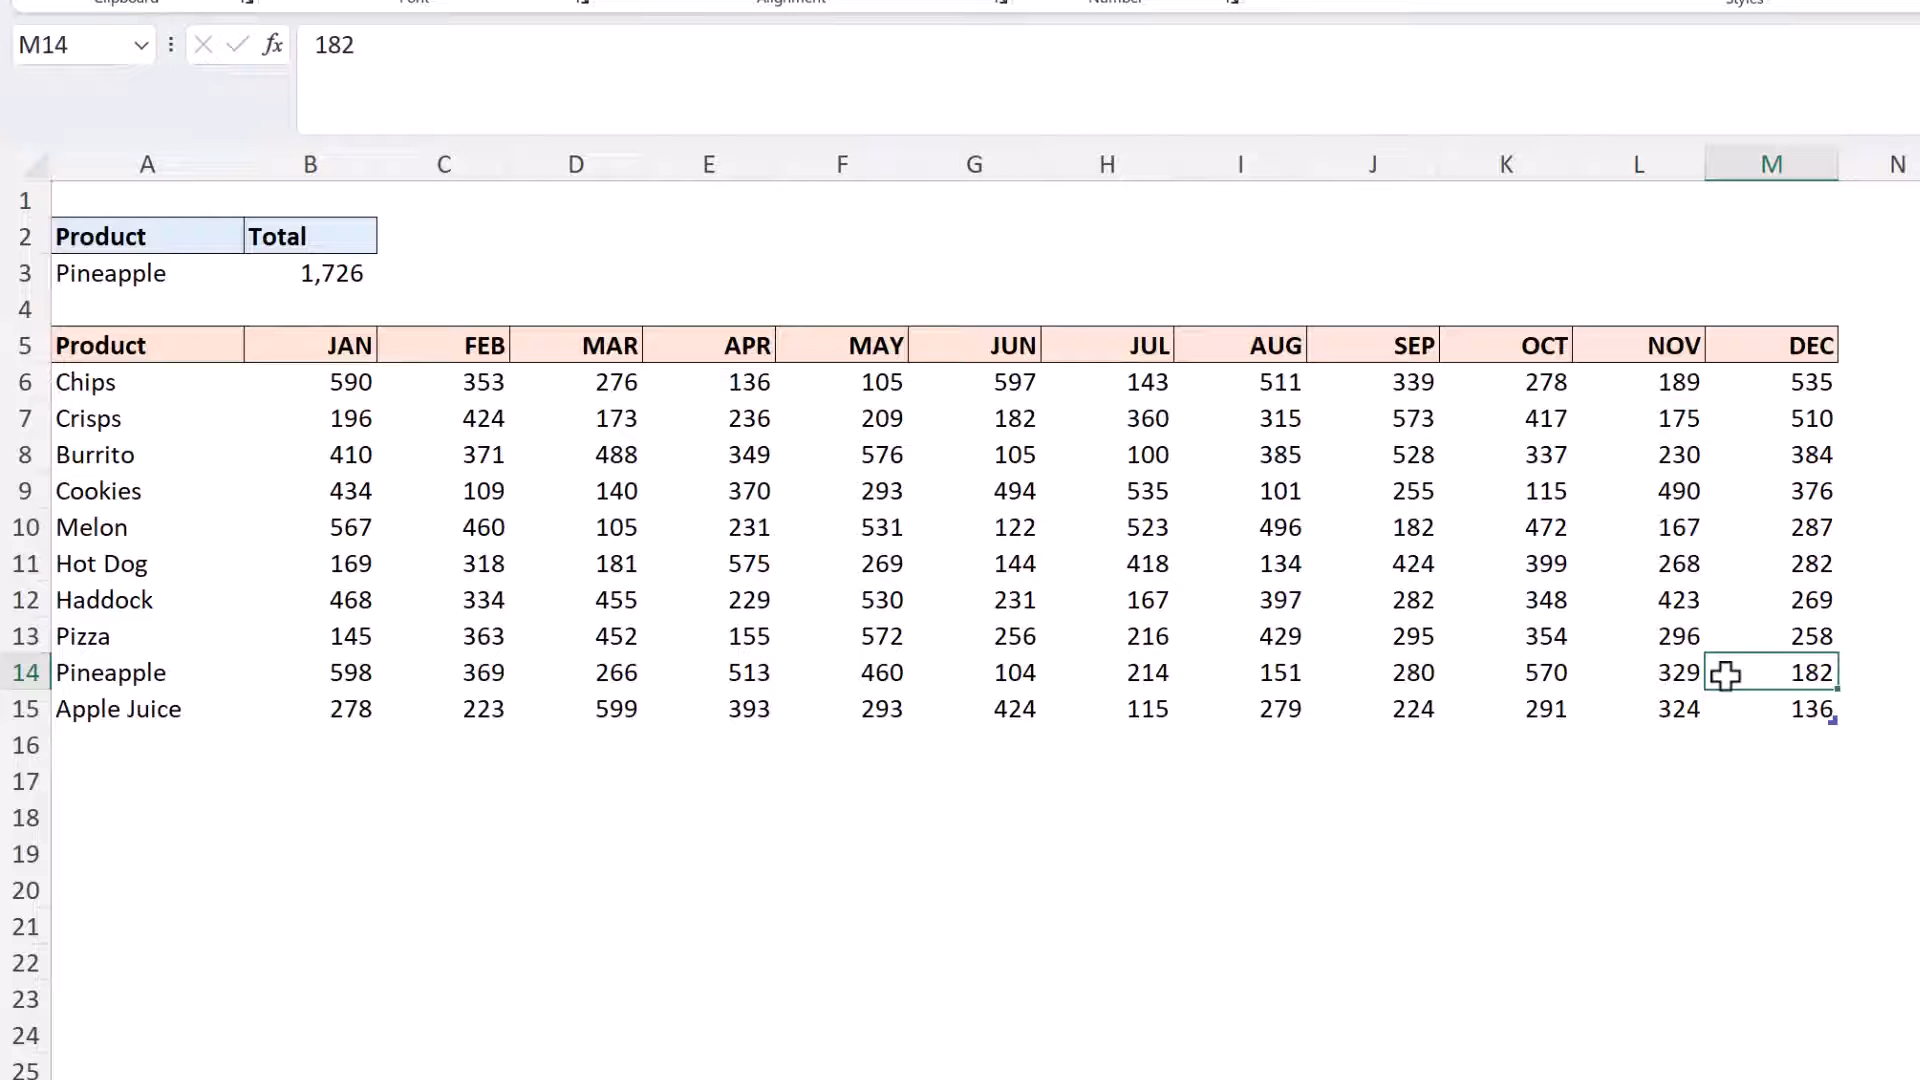 Clipboard Font Alignment Number Styles
M14 fx 182
A B C D E F G H I J K L M N
1
2 Product Total
3 Pineapple 1,726
4
5 Product JAN FEB MAR APR MAY JUN JUL AUG SEP OCT NOV DEC
6 Chips 590 353 276 136 105 597 143 511 339 278 189 535
7 Crisps 196 424 173 236 209 182 360 315 573 417 175 510
8 Burrito 410 371 488 349 576 105 100 385 528 337 230 384
9 Cookies 434 109 140 370 293 494 535 101 255 115 490 376
10 Melon 567 460 105 231 531 122 523 496 182 472 167 287
11 Hot Dog 169 318 181 575 269 144 418 134 424 399 268 282
12 Haddock 468 334 455 229 530 231 167 397 282 348 423 269
13 Pizza 145 363 452 155 572 256 216 429 295 354 296 258
14 Pineapple 598 369 266 513 460 104 214 151 280 570 329 182
15 Apple Juice 278 223 599 393 293 424 115 279 224 291 324 136
16
17
18
19
20
21
22
23
24
25